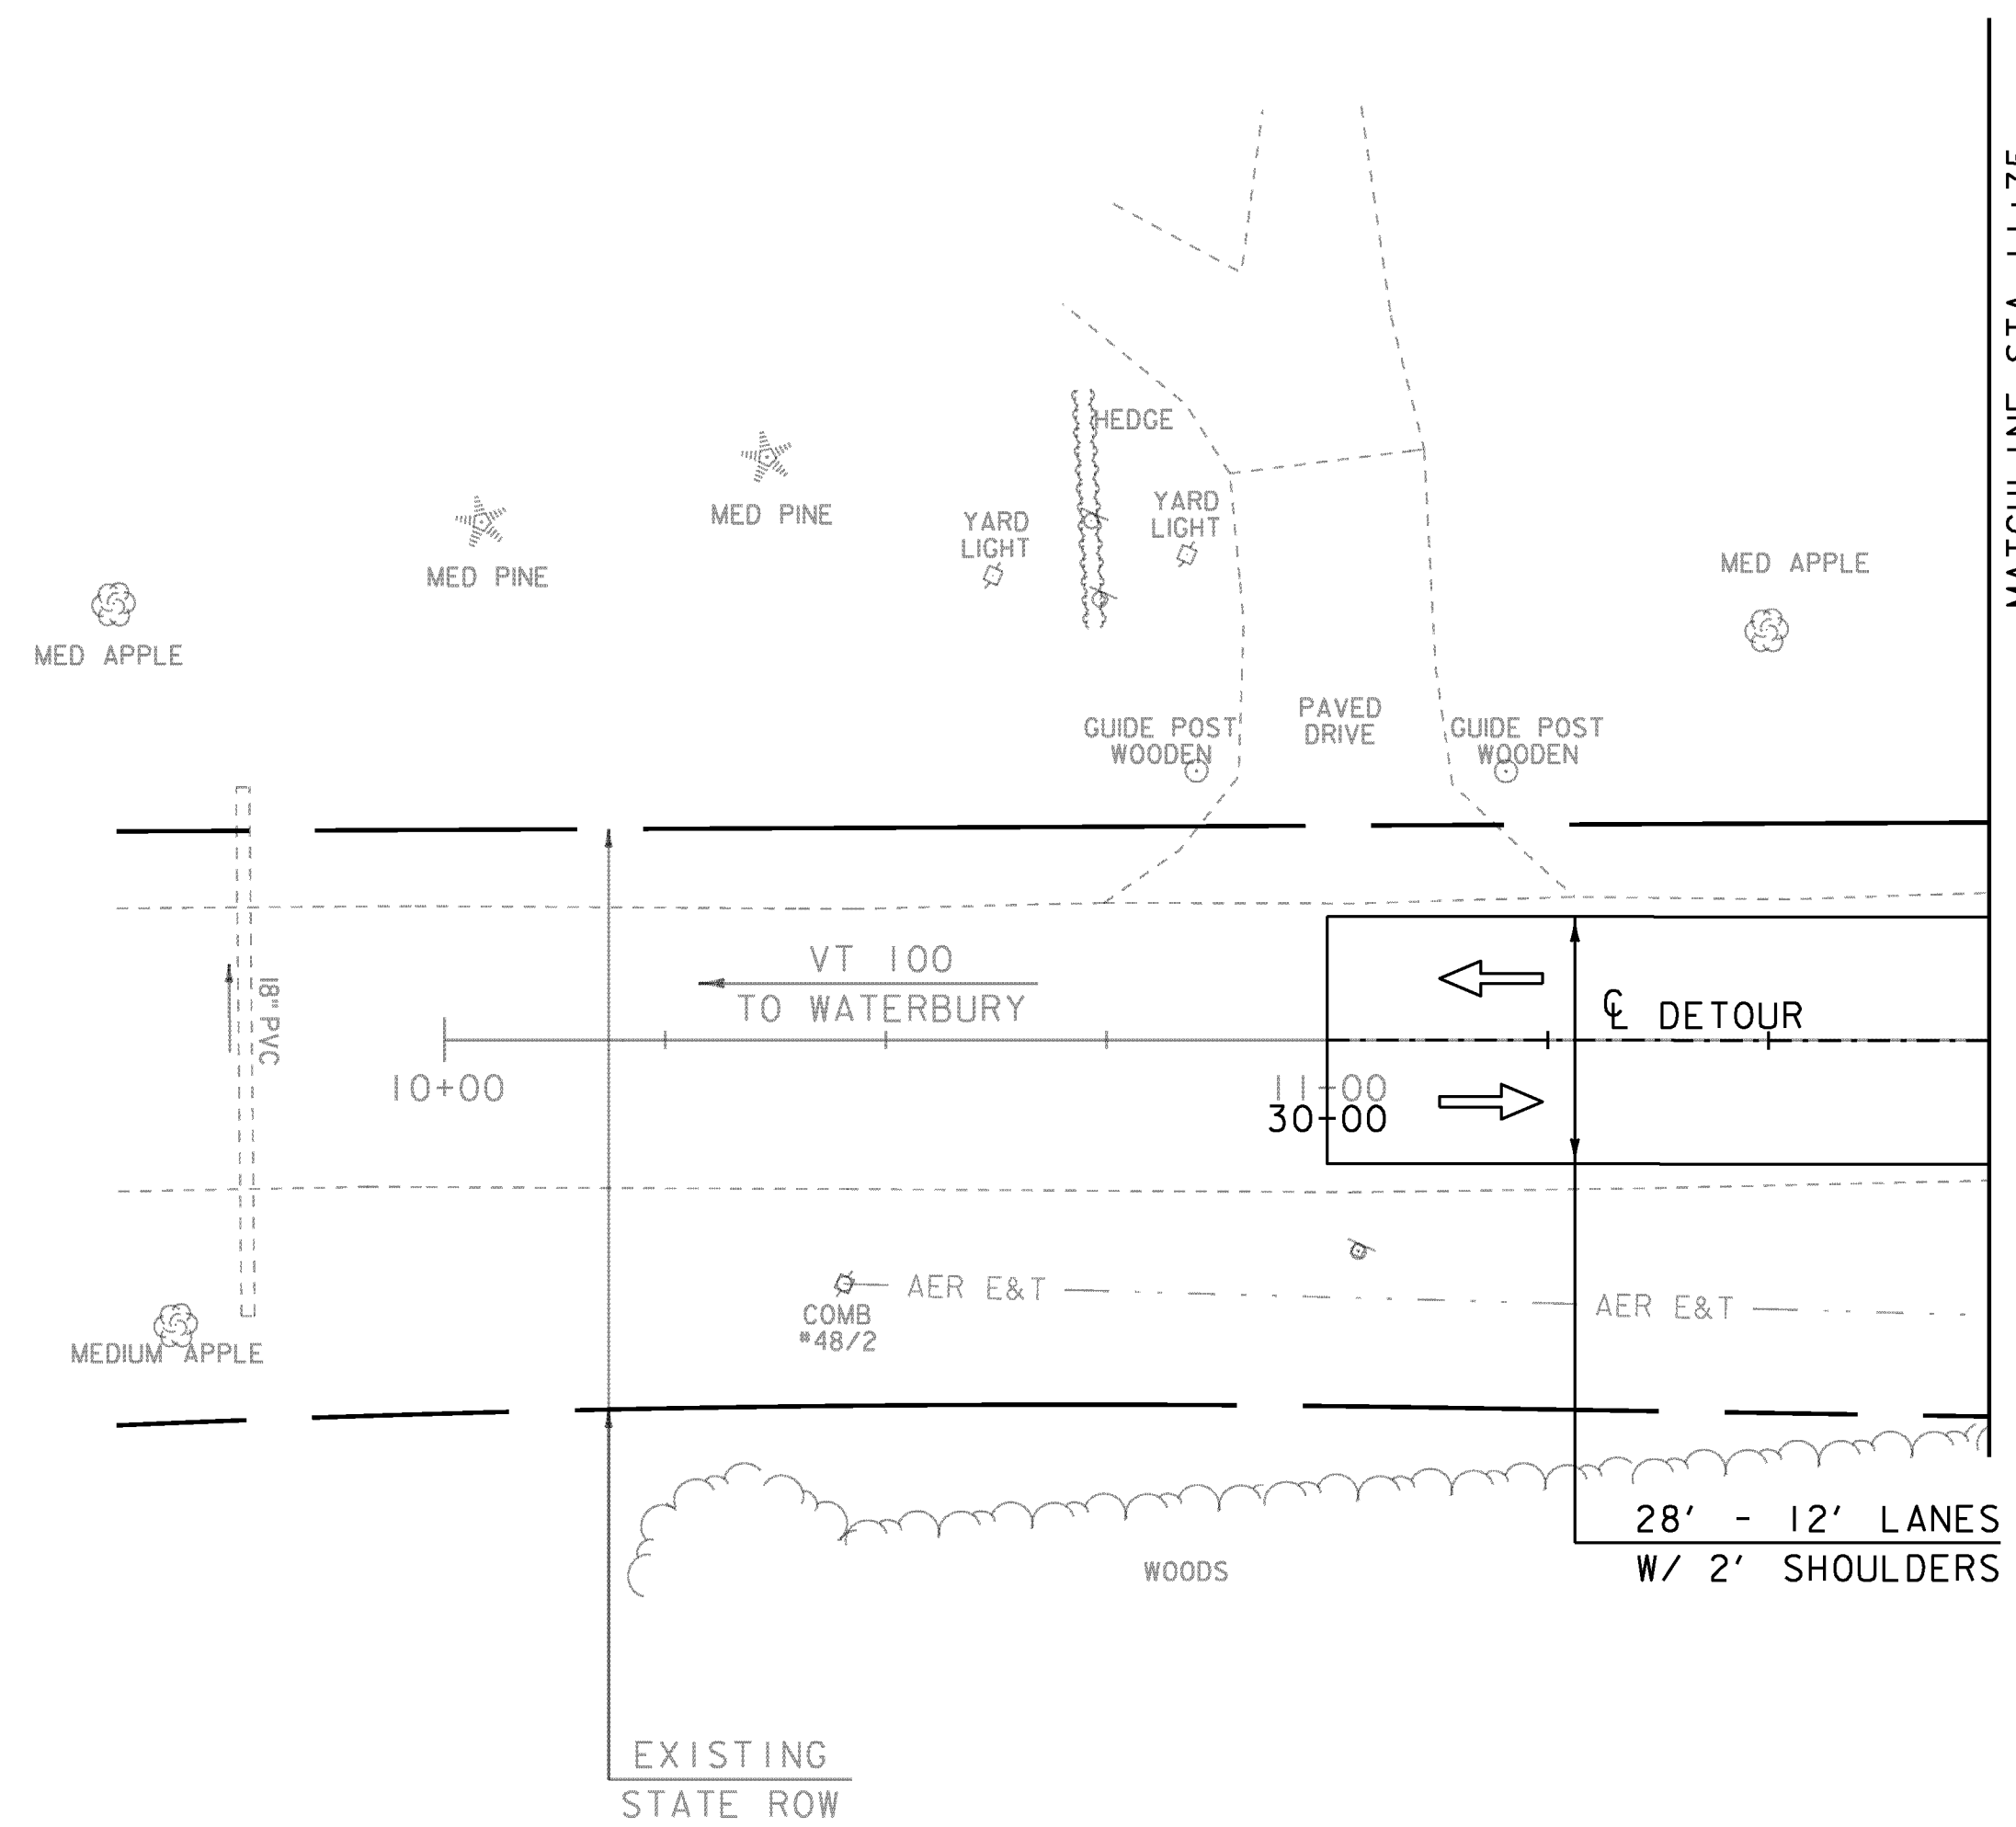 HEDGE
MED PINE
YARD
LIGHT
YARD
LIGHT
MED PINE
MED APPLE
MED APPLE
GUIDE POST
WOODEN
PAVED
DRIVE
GUIDE POST
WOODEN
VT 100
TO WATERBURY
18" PVC
℄ DETOUR
10+00
11+00
30+00
AER E&T
AER E&T
COMB
#48/2
MEDIUM APPLE
28' - 12' LANES
W/ 2' SHOULDERS
WOODS
EXISTING
STATE ROW